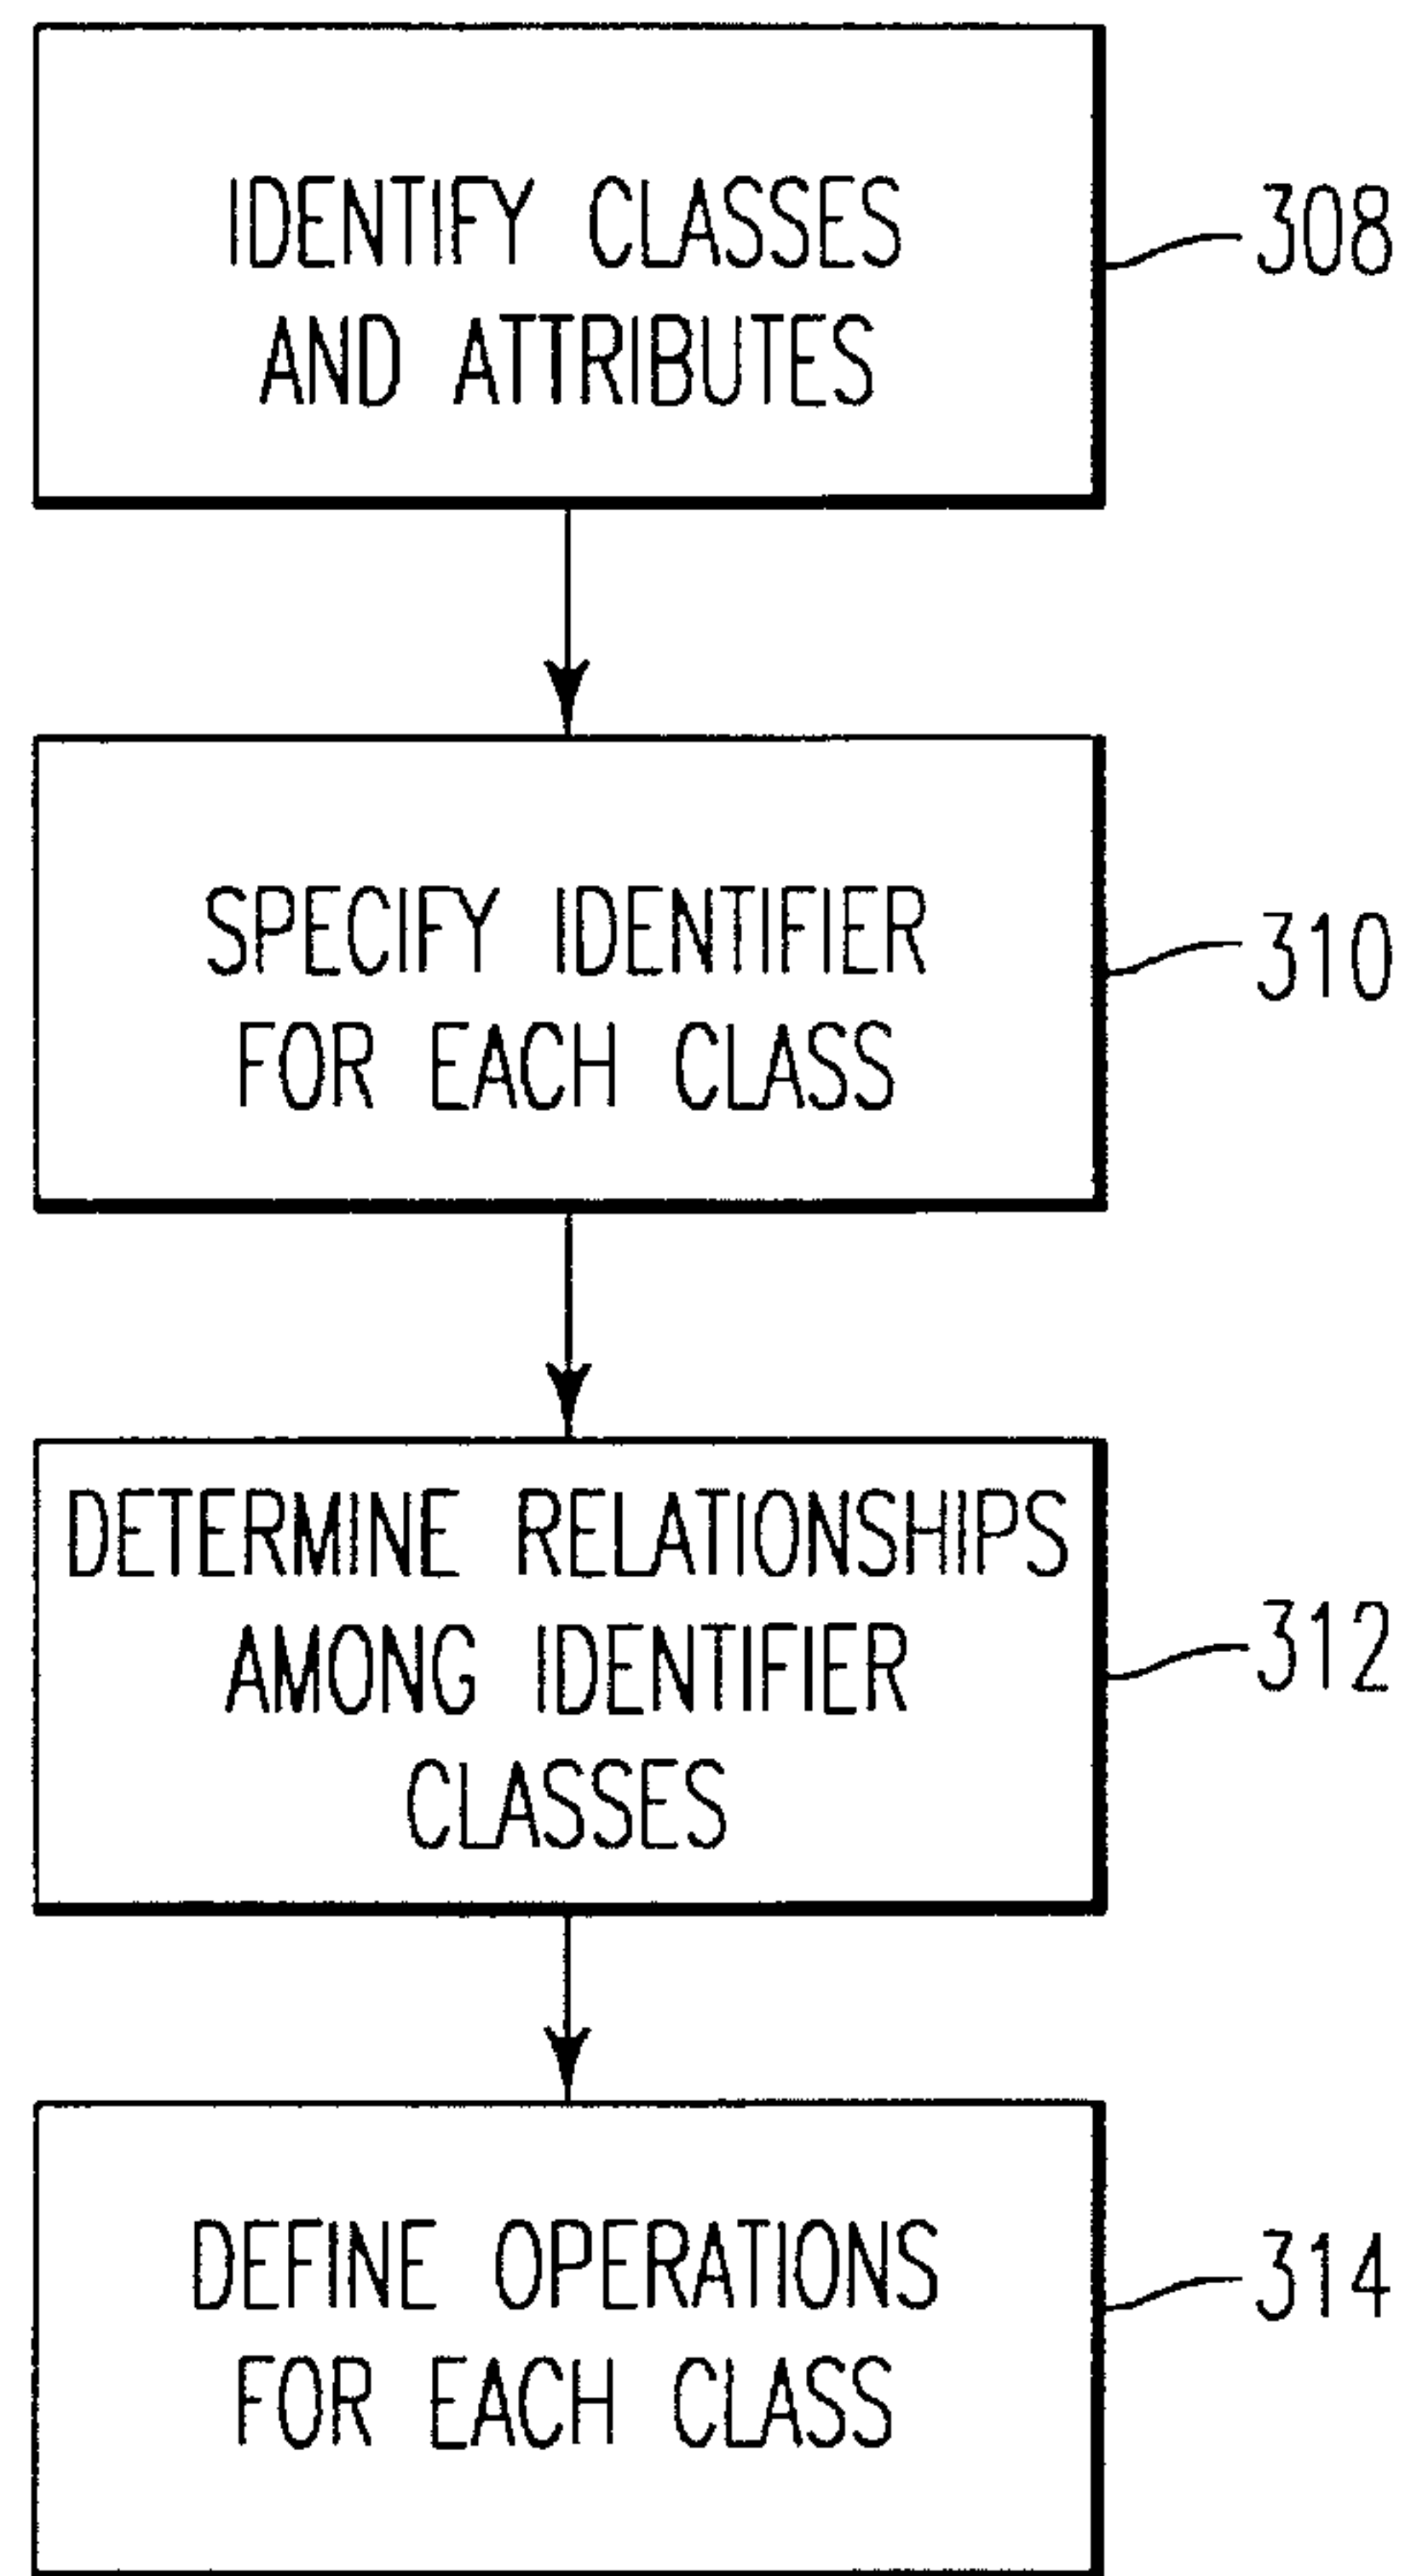 IDENTIFY CLASSES
AND ATTRIBUTES
308
SPECIFY IDENTIFIER
FOR EACH CLASS
310
DETERMINE RELATIONSHIPS
AMONG IDENTIFIER
CLASSES
312
DEFINE OPERATIONS
FOR EACH CLASS
314